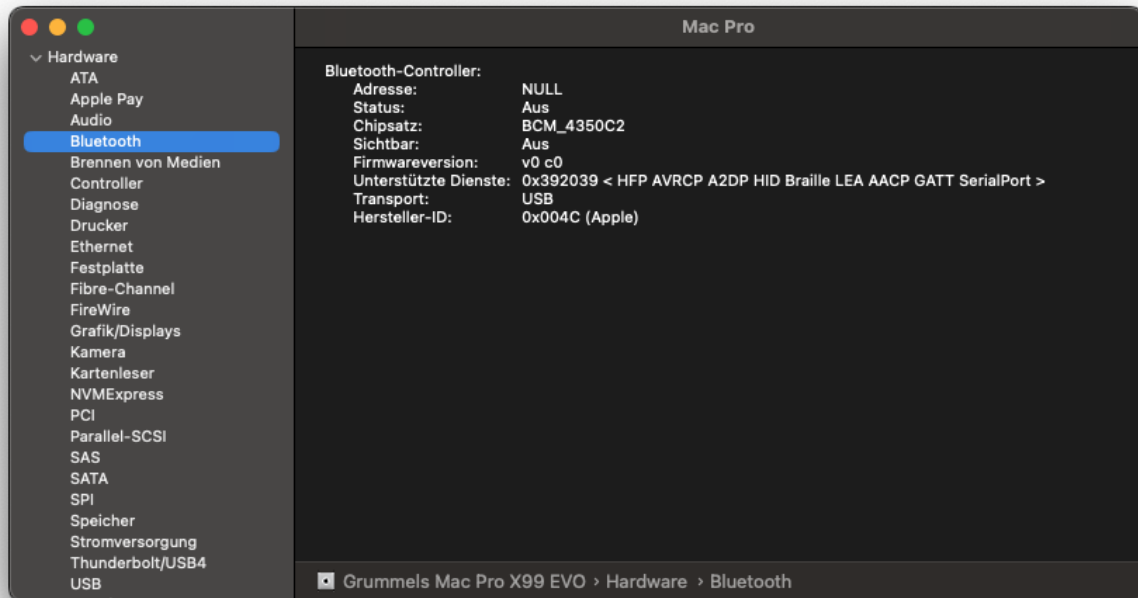 Mac Pro
Hardware
ATA
Apple Pay
Audio
Bluetooth
Brennen von Medien
Controller
Diagnose
Drucker
Ethernet
Festplatte
Fibre-Channel
FireWire
Grafik/Displays
Kamera
Kartenleser
NVMExpress
PCI
Parallel-SCSI
SAS
SATA
SPI
Speicher
Stromversorgung
Thunderbolt/USB4
USB
Bluetooth-Controller:
Adresse: NULL
Status: Aus
Chipsatz: BCM_4350C2
Sichtbar: Aus
Firmwareversion: v0 c0
Unterstützte Dienste: 0x392039 < HFP AVRCP A2DP HID Braille LEA AACP GATT SerialPort >
Transport: USB
Hersteller-ID: 0x004C (Apple)
Grummels Mac Pro X99 EVO › Hardware › Bluetooth